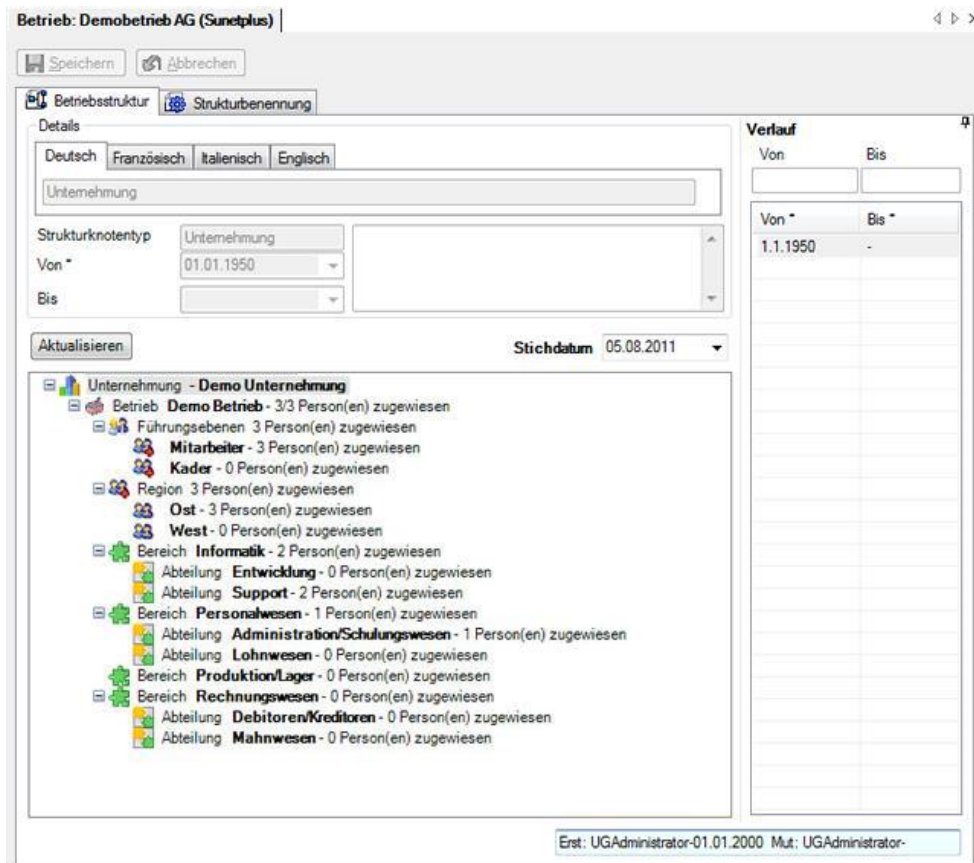 Betrieb: Demobetrieb AG (Sunetplus)
Speichern Abbrechen
Betriebsstruktur Strukturbenennung
Details
Deutsch Französisch Italienisch Englisch
Unternehmung
Strukturknotentyp Unternehmung
Von * 01.01.1950
Bis
Aktualisieren Stichdatum 05.08.2011
Unternehmung - Demo Unternehmung
Betrieb Demo Betrieb - 3/3 Person(en) zugewiesen
Führungsebenen 3 Person(en) zugewiesen
Mitarbeiter - 3 Person(en) zugewiesen
Kader - 0 Person(en) zugewiesen
Region 3 Person(en) zugewiesen
Ost - 3 Person(en) zugewiesen
West - 0 Person(en) zugewiesen
Bereich Informatik - 2 Person(en) zugewiesen
Abteilung Entwicklung - 0 Person(en) zugewiesen
Abteilung Support - 2 Person(en) zugewiesen
Bereich Personalwesen - 1 Person(en) zugewiesen
Abteilung Administration/Schulungswesen - 1 Person(en) zugewiesen
Abteilung Lohnwesen - 0 Person(en) zugewiesen
Bereich Produktion/Lager - 0 Person(en) zugewiesen
Bereich Rechnungswesen - 0 Person(en) zugewiesen
Abteilung Debitoren/Kreditoren - 0 Person(en) zugewiesen
Abteilung Mahnwesen - 0 Person(en) zugewiesen
Verlauf
Von Bis
Von * Bis *
1.1.1950 -
Erst: UGAdministrator-01.01.2000 Mut: UGAdministrator-